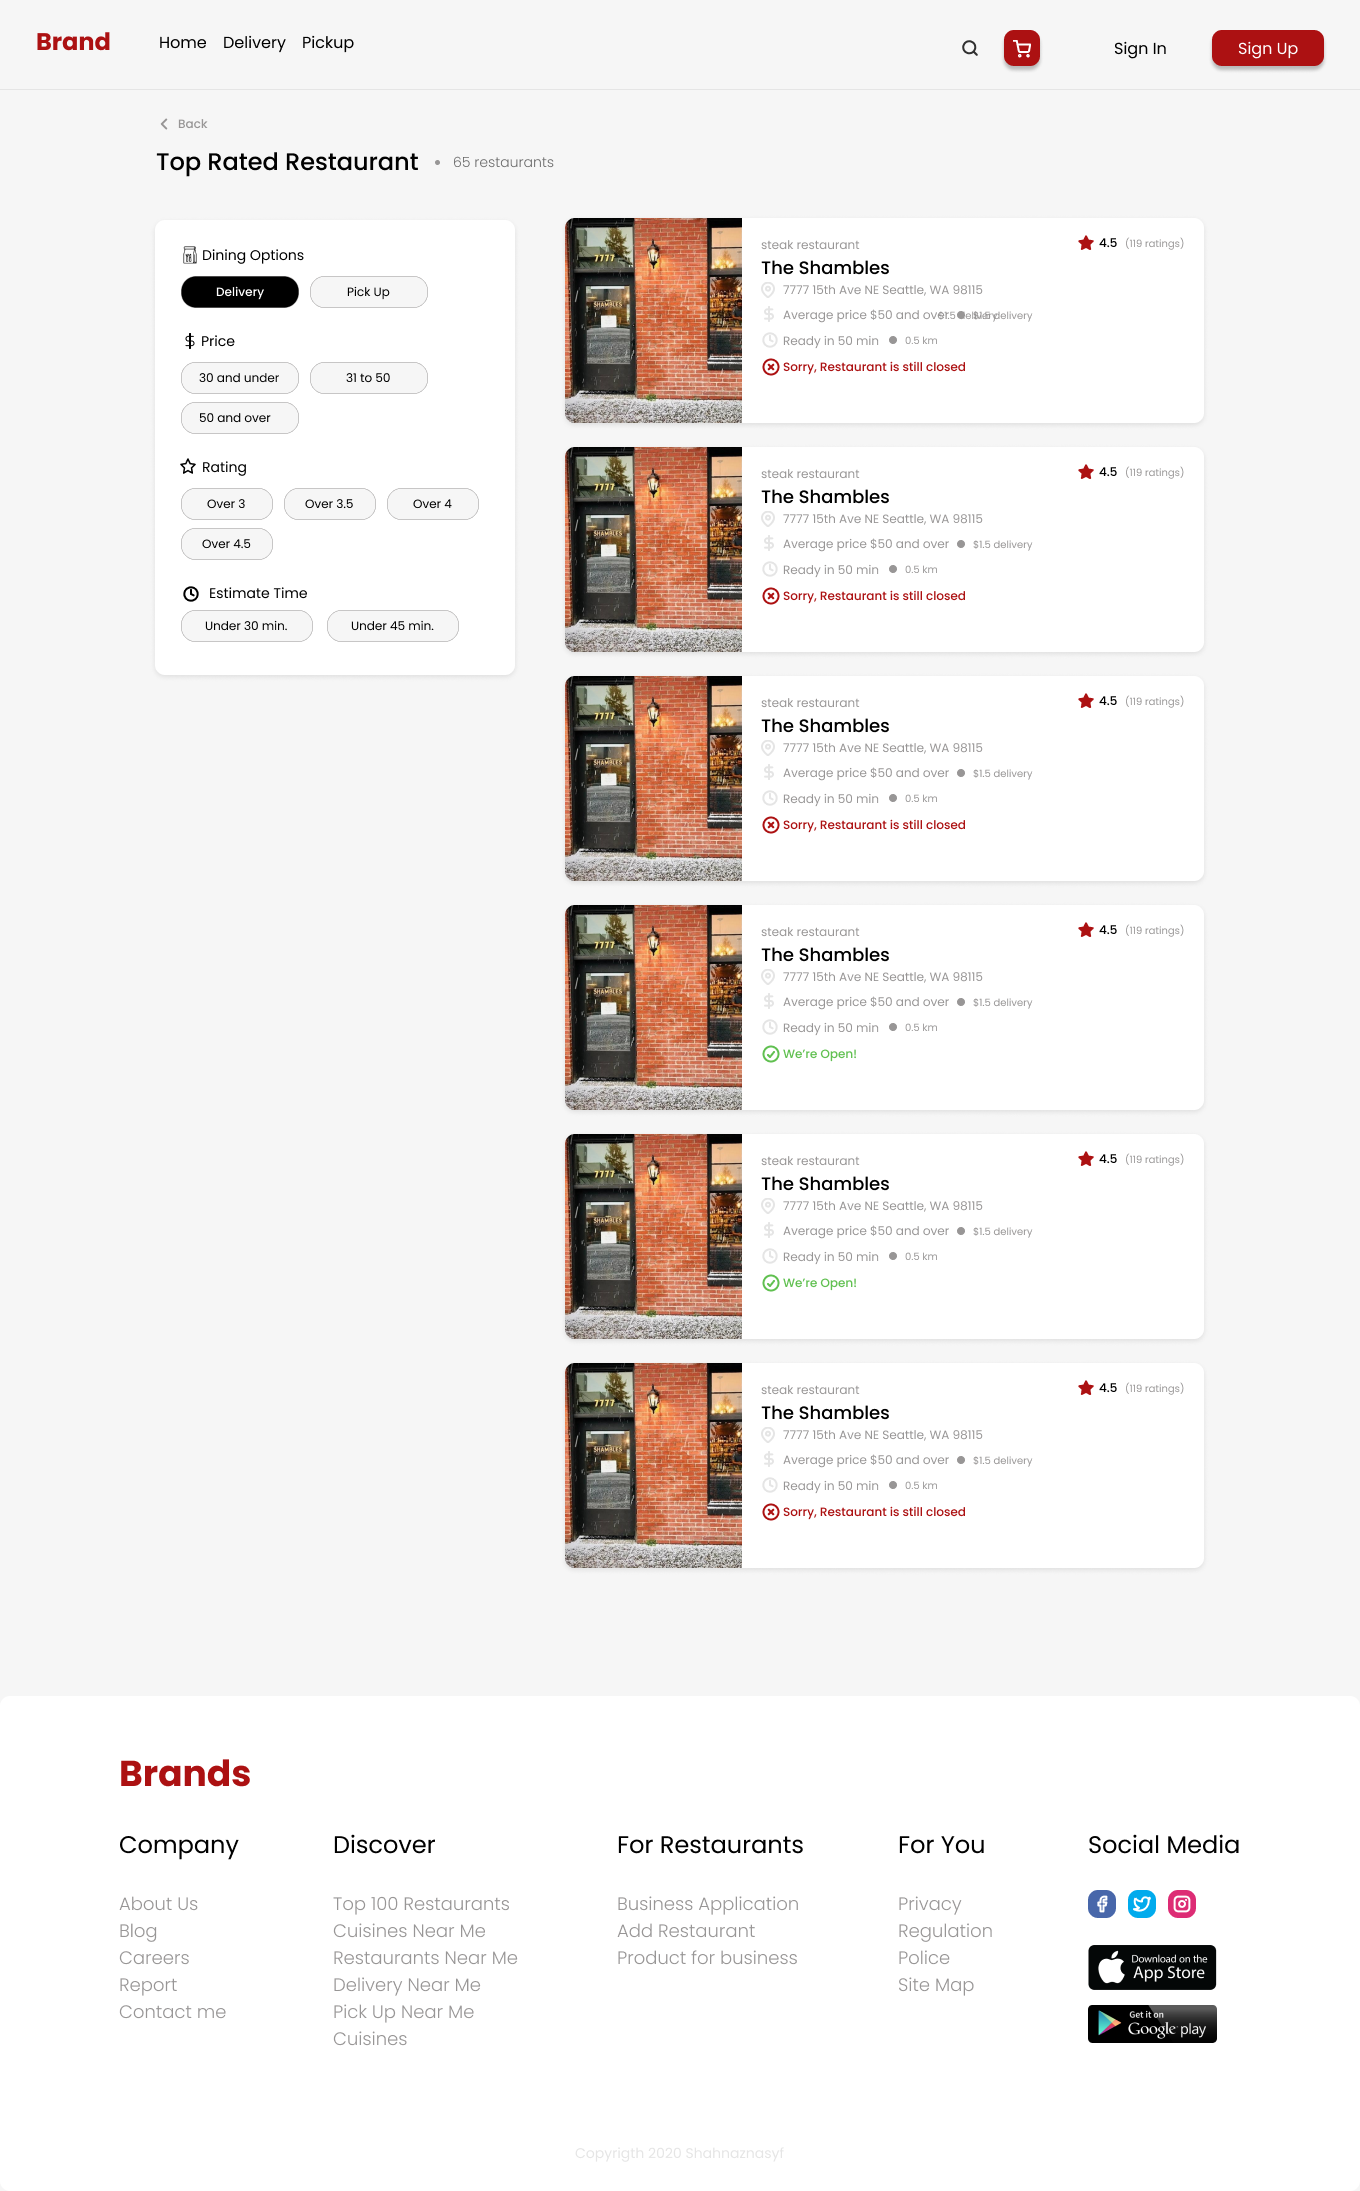 Brand
Home Delivery Pickup
Sign In
Sign Up
Back
Top Rated Restaurant • 65 restaurants
Dining Options
Delivery
Pick Up
Price
30 and under
31 to 50
50 and over
Rating
Over 3
Over 3.5
Over 4
Over 4.5
Estimate Time
Under 30 min.
Under 45 min.
7777
SHAMBLES
steak restaurant
4.5 (119 ratings)
The Shambles
7777 15th Ave NE Seattle, WA 98115
Average price $50 and over $1.5 delivery
Ready in 50 min 0.5 km
Sorry, Restaurant is still closed
7777
SHAMBLES
steak restaurant
4.5 (119 ratings)
The Shambles
7777 15th Ave NE Seattle, WA 98115
Average price $50 and over $1.5 delivery
Ready in 50 min 0.5 km
Sorry, Restaurant is still closed
7777
SHAMBLES
steak restaurant
4.5 (119 ratings)
The Shambles
7777 15th Ave NE Seattle, WA 98115
Average price $50 and over $1.5 delivery
Ready in 50 min 0.5 km
Sorry, Restaurant is still closed
7777
SHAMBLES
steak restaurant
4.5 (119 ratings)
The Shambles
7777 15th Ave NE Seattle, WA 98115
Average price $50 and over $1.5 delivery
Ready in 50 min 0.5 km
We're Open!
7777
SHAMBLES
steak restaurant
4.5 (119 ratings)
The Shambles
7777 15th Ave NE Seattle, WA 98115
Average price $50 and over $1.5 delivery
Ready in 50 min 0.5 km
We're Open!
7777
SHAMBLES
steak restaurant
4.5 (119 ratings)
The Shambles
7777 15th Ave NE Seattle, WA 98115
Average price $50 and over $1.5 delivery
Ready in 50 min 0.5 km
Sorry, Restaurant is still closed
Brands
Company
About Us
Blog
Careers
Report
Contact me
Discover
Top 100 Restaurants
Cuisines Near Me
Restaurants Near Me
Delivery Near Me
Pick Up Near Me
Cuisines
For Restaurants
Business Application
Add Restaurant
Product for business
For You
Privacy
Regulation
Police
Site Map
Social Media
Download on the
App Store
Get it on
Google play
Copyrigth 2020 Shahnaznasyf